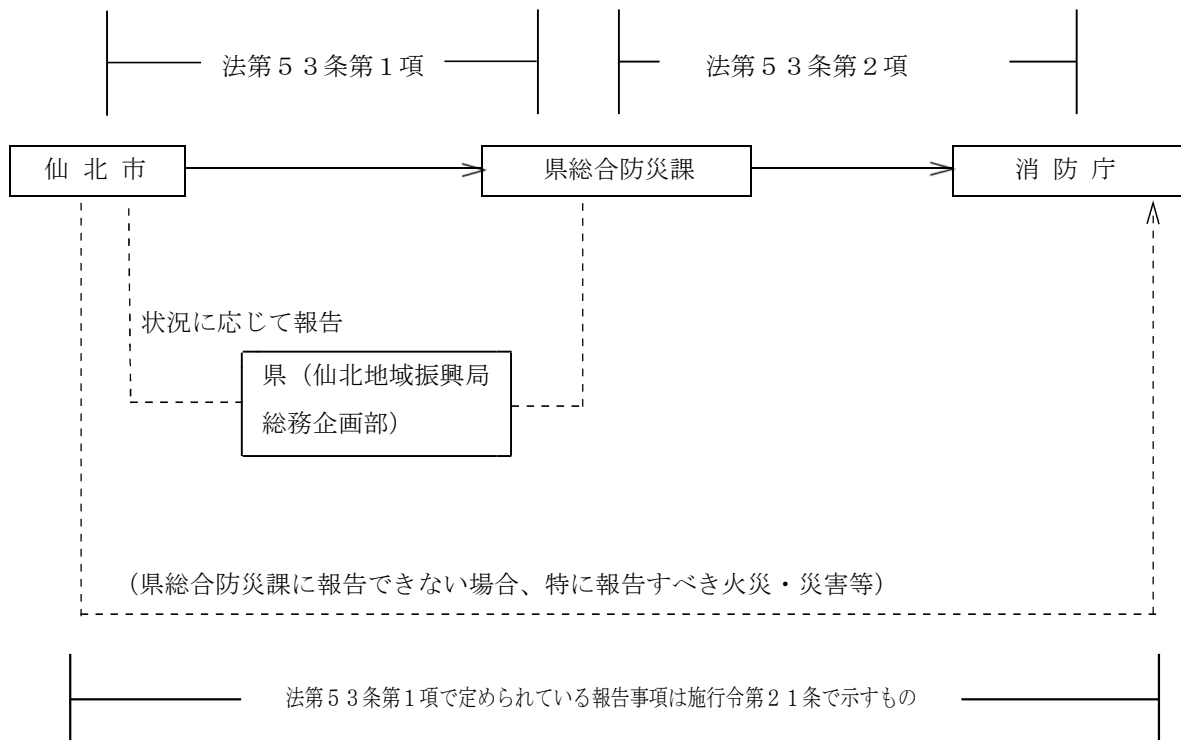 法第５３条第１項
法第５３条第２項
仙北市
県総合防災課
消防庁
状況に応じて報告
県（仙北地域振興局
総務企画部）
（県総合防災課に報告できない場合、特に報告すべき火災・災害等）
法第５３条第１項で定められている報告事項は施行令第２１条で示すもの